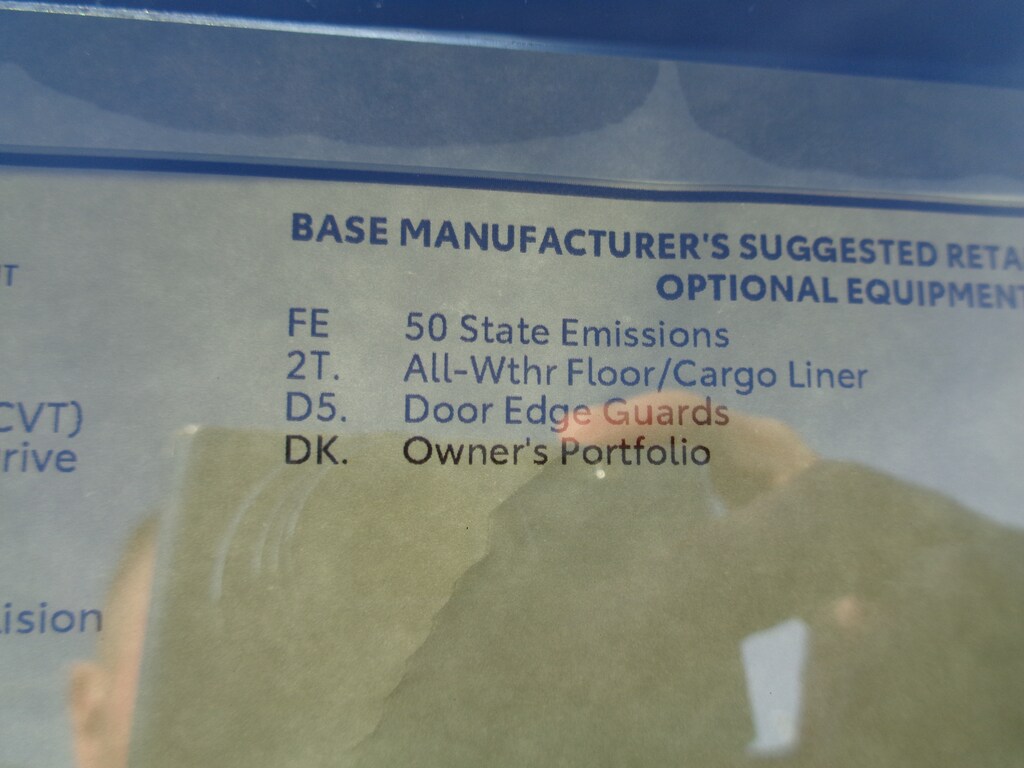 BASE MANUFACTURER'S SUGGESTED RETA
OPTIONAL EQUIPMENT
FE 50 State Emissions
2T. All-Wthr Floor/Cargo Liner
CVT) D5. Door Edge Guards
rive DK. Owner's Portfolio
ision